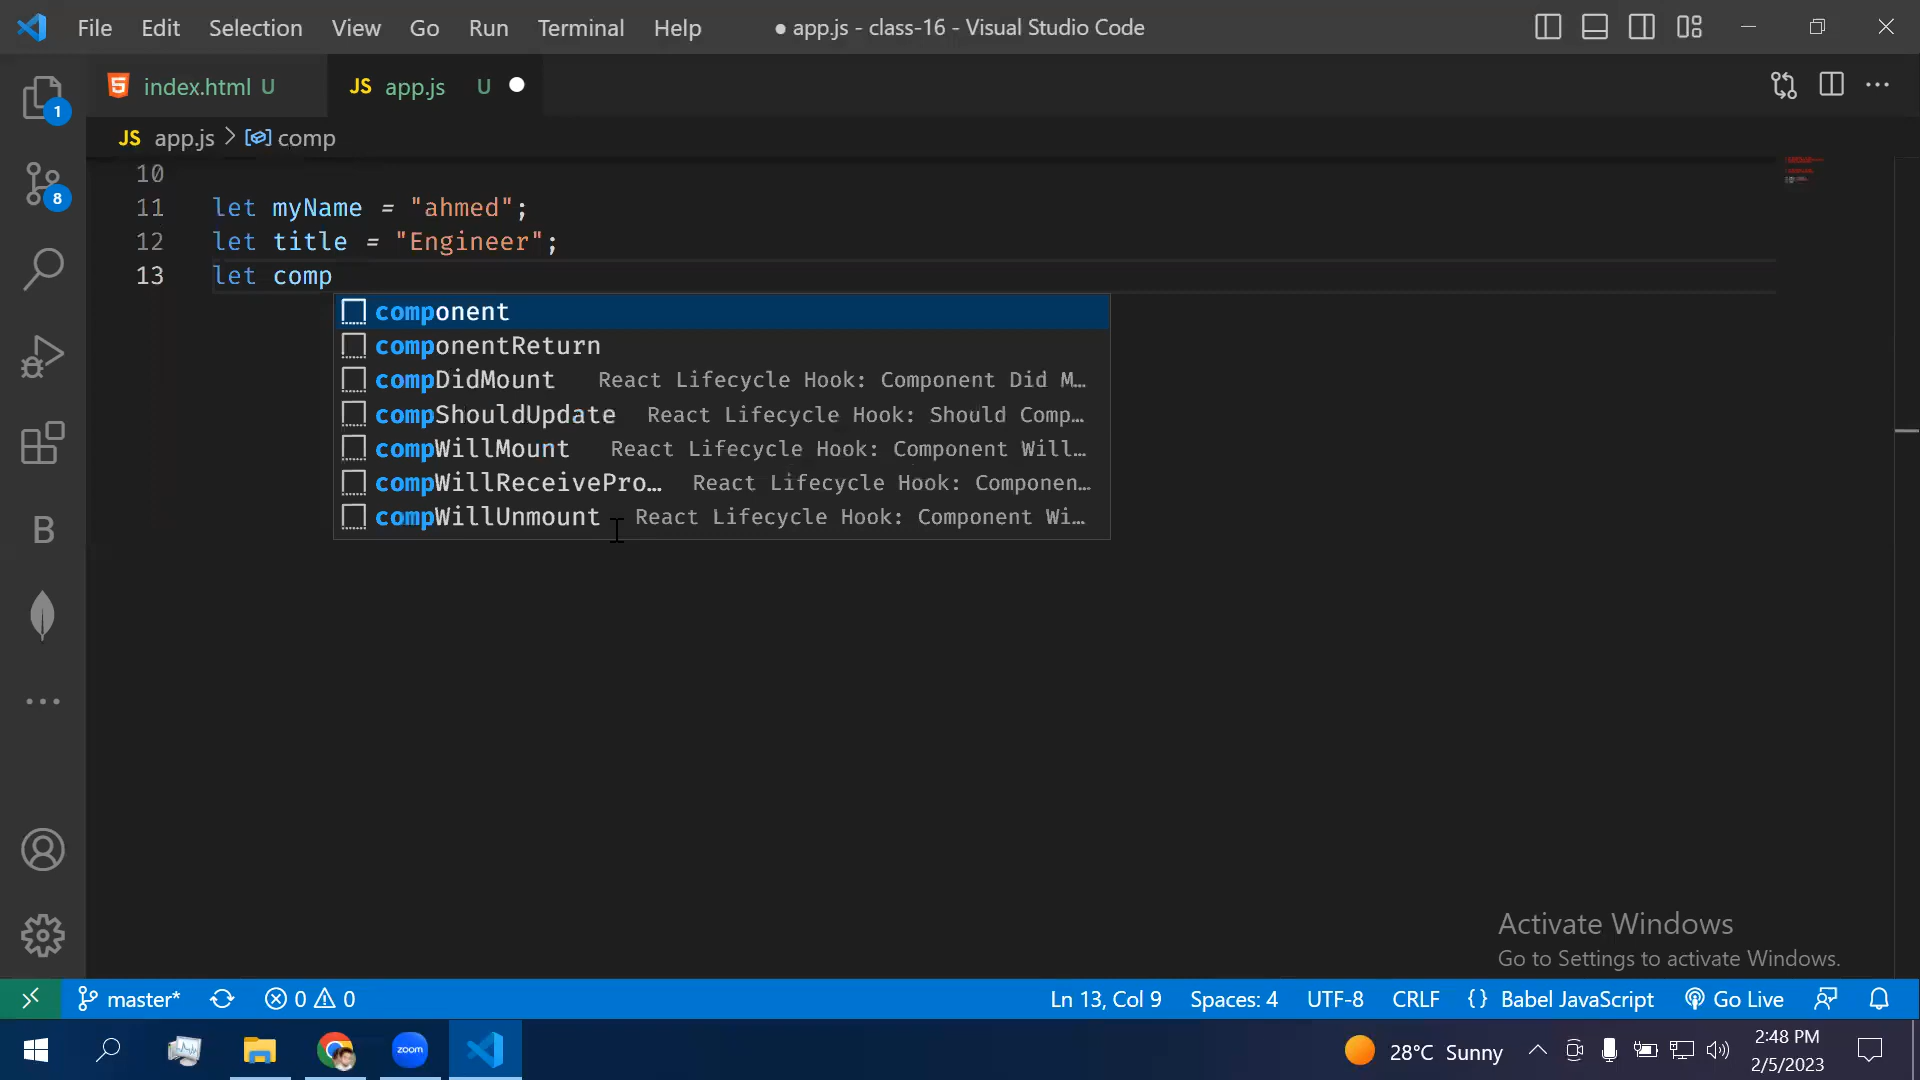 File Edit Selection View Go Run Terminal Help ● app.js - class-16 - Visual Studio Code
index.html U JS app.js U
JS app.js > comp
10
11 let myName = "ahmed";
12 let title = "Engineer";
13 let comp
component
componentReturn
compDidMount React Lifecycle Hook: Component Did M…
compShouldUpdate React Lifecycle Hook: Should Comp…
compWillMount React Lifecycle Hook: Component Will…
compWillReceivePro… React Lifecycle Hook: Componen…
compWillUnmount React Lifecycle Hook: Component Wi…
1
8
B
Activate Windows
Go to Settings to activate Windows.
master* 0 0 Ln 13, Col 9 Spaces: 4 UTF-8 CRLF {} Babel JavaScript Go Live
zoom 28°C Sunny 2:48 PM
2/5/2023